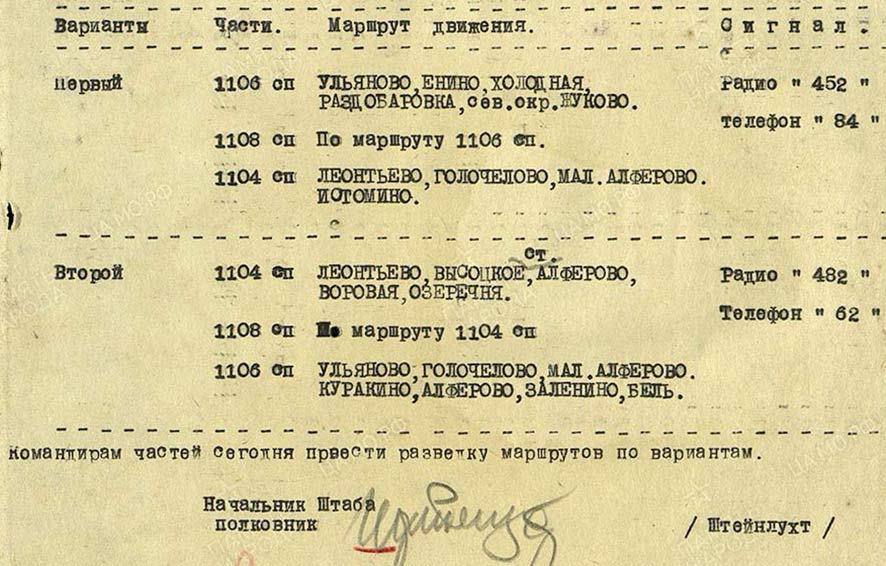 Варианты Части. Маршрут движения. Сигнал.
Первый 1106 сп УЛЬЯНОВО,ЕНИНО,ХОЛОДНАЯ, Радио " 452 "
РАЗДОБАРОВКА,сев.окр.ЖУКОВО.
телефон " 84 "
1108 сп По маршруту 1106 сп.
1104 сп ЛЕОНТЬЕВО,ГОЛОЧЕЛОВО,МАЛ.АЛФЕРОВО.
ИСТОМИНО.
ст.
Второй 1104 сп ЛЕОНТЬЕВО,ВЫСОЦКОЕ,АЛФЕРОВО, Радио " 482 "
ВОРОВАЯ,ОЗЕРЕЧНЯ.
Телефон " 62 "
1108 сп По маршруту 1104 сп
1106 сп УЛЬЯНОВО,ГОЛОЧЕЛОВО,МАЛ.АЛФЕРОВО.
КУРАКИНО,АЛФЕРОВО,ЗАЛЕНИНО,БЕЛЬ.
Командирам частей сегодня првести разведку маршрутов по вариантам.
Начальник Штаба
полковник / Штейнлухт /